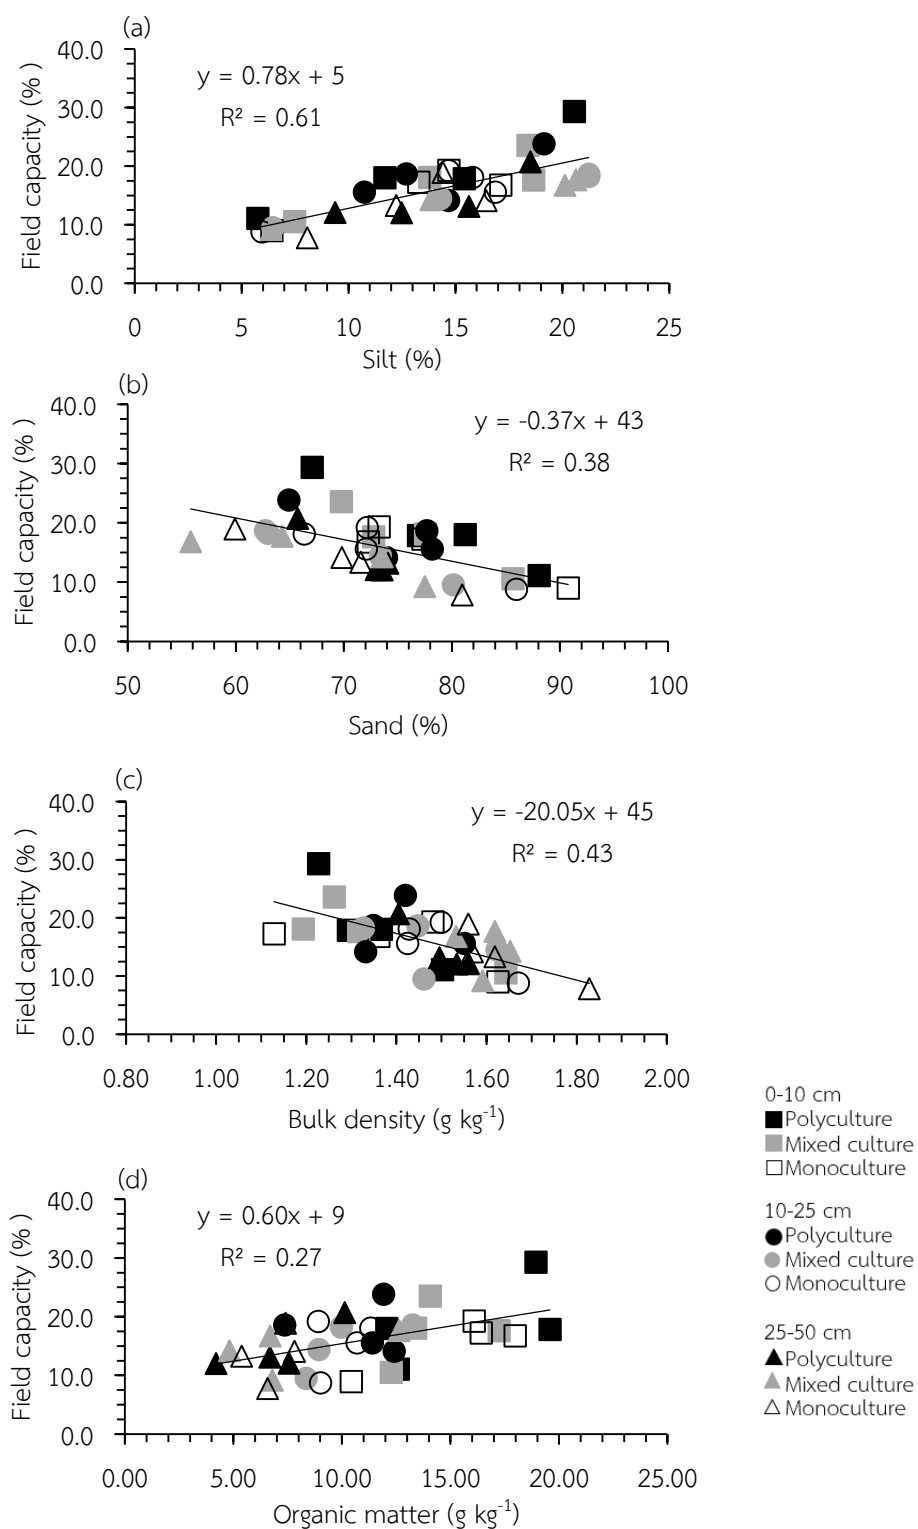 (a)
40.0
30.0
20.0
10.0
0.0
Field capacity (% )
y = 0.78x + 5
R² = 0.61
0 5 10 15 20 25
Silt (%)
(b)
40.0
30.0
20.0
10.0
0.0
Field capacity (% )
y = -0.37x + 43
R² = 0.38
50 60 70 80 90 100
Sand (%)
(c)
40.0
30.0
20.0
10.0
0.0
Field capacity (% )
y = -20.05x + 45
R² = 0.43
0.80 1.00 1.20 1.40 1.60 1.80 2.00
Bulk density (g kg⁻¹)
(d)
40.0
30.0
20.0
10.0
0.0
Field capacity (% )
y = 0.60x + 9
R² = 0.27
0.00 5.00 10.00 15.00 20.00 25.00
Organic matter (g kg⁻¹)
0-10 cm
Polyculture
Mixed culture
Monoculture
10-25 cm
Polyculture
Mixed culture
Monoculture
25-50 cm
Polyculture
Mixed culture
Monoculture